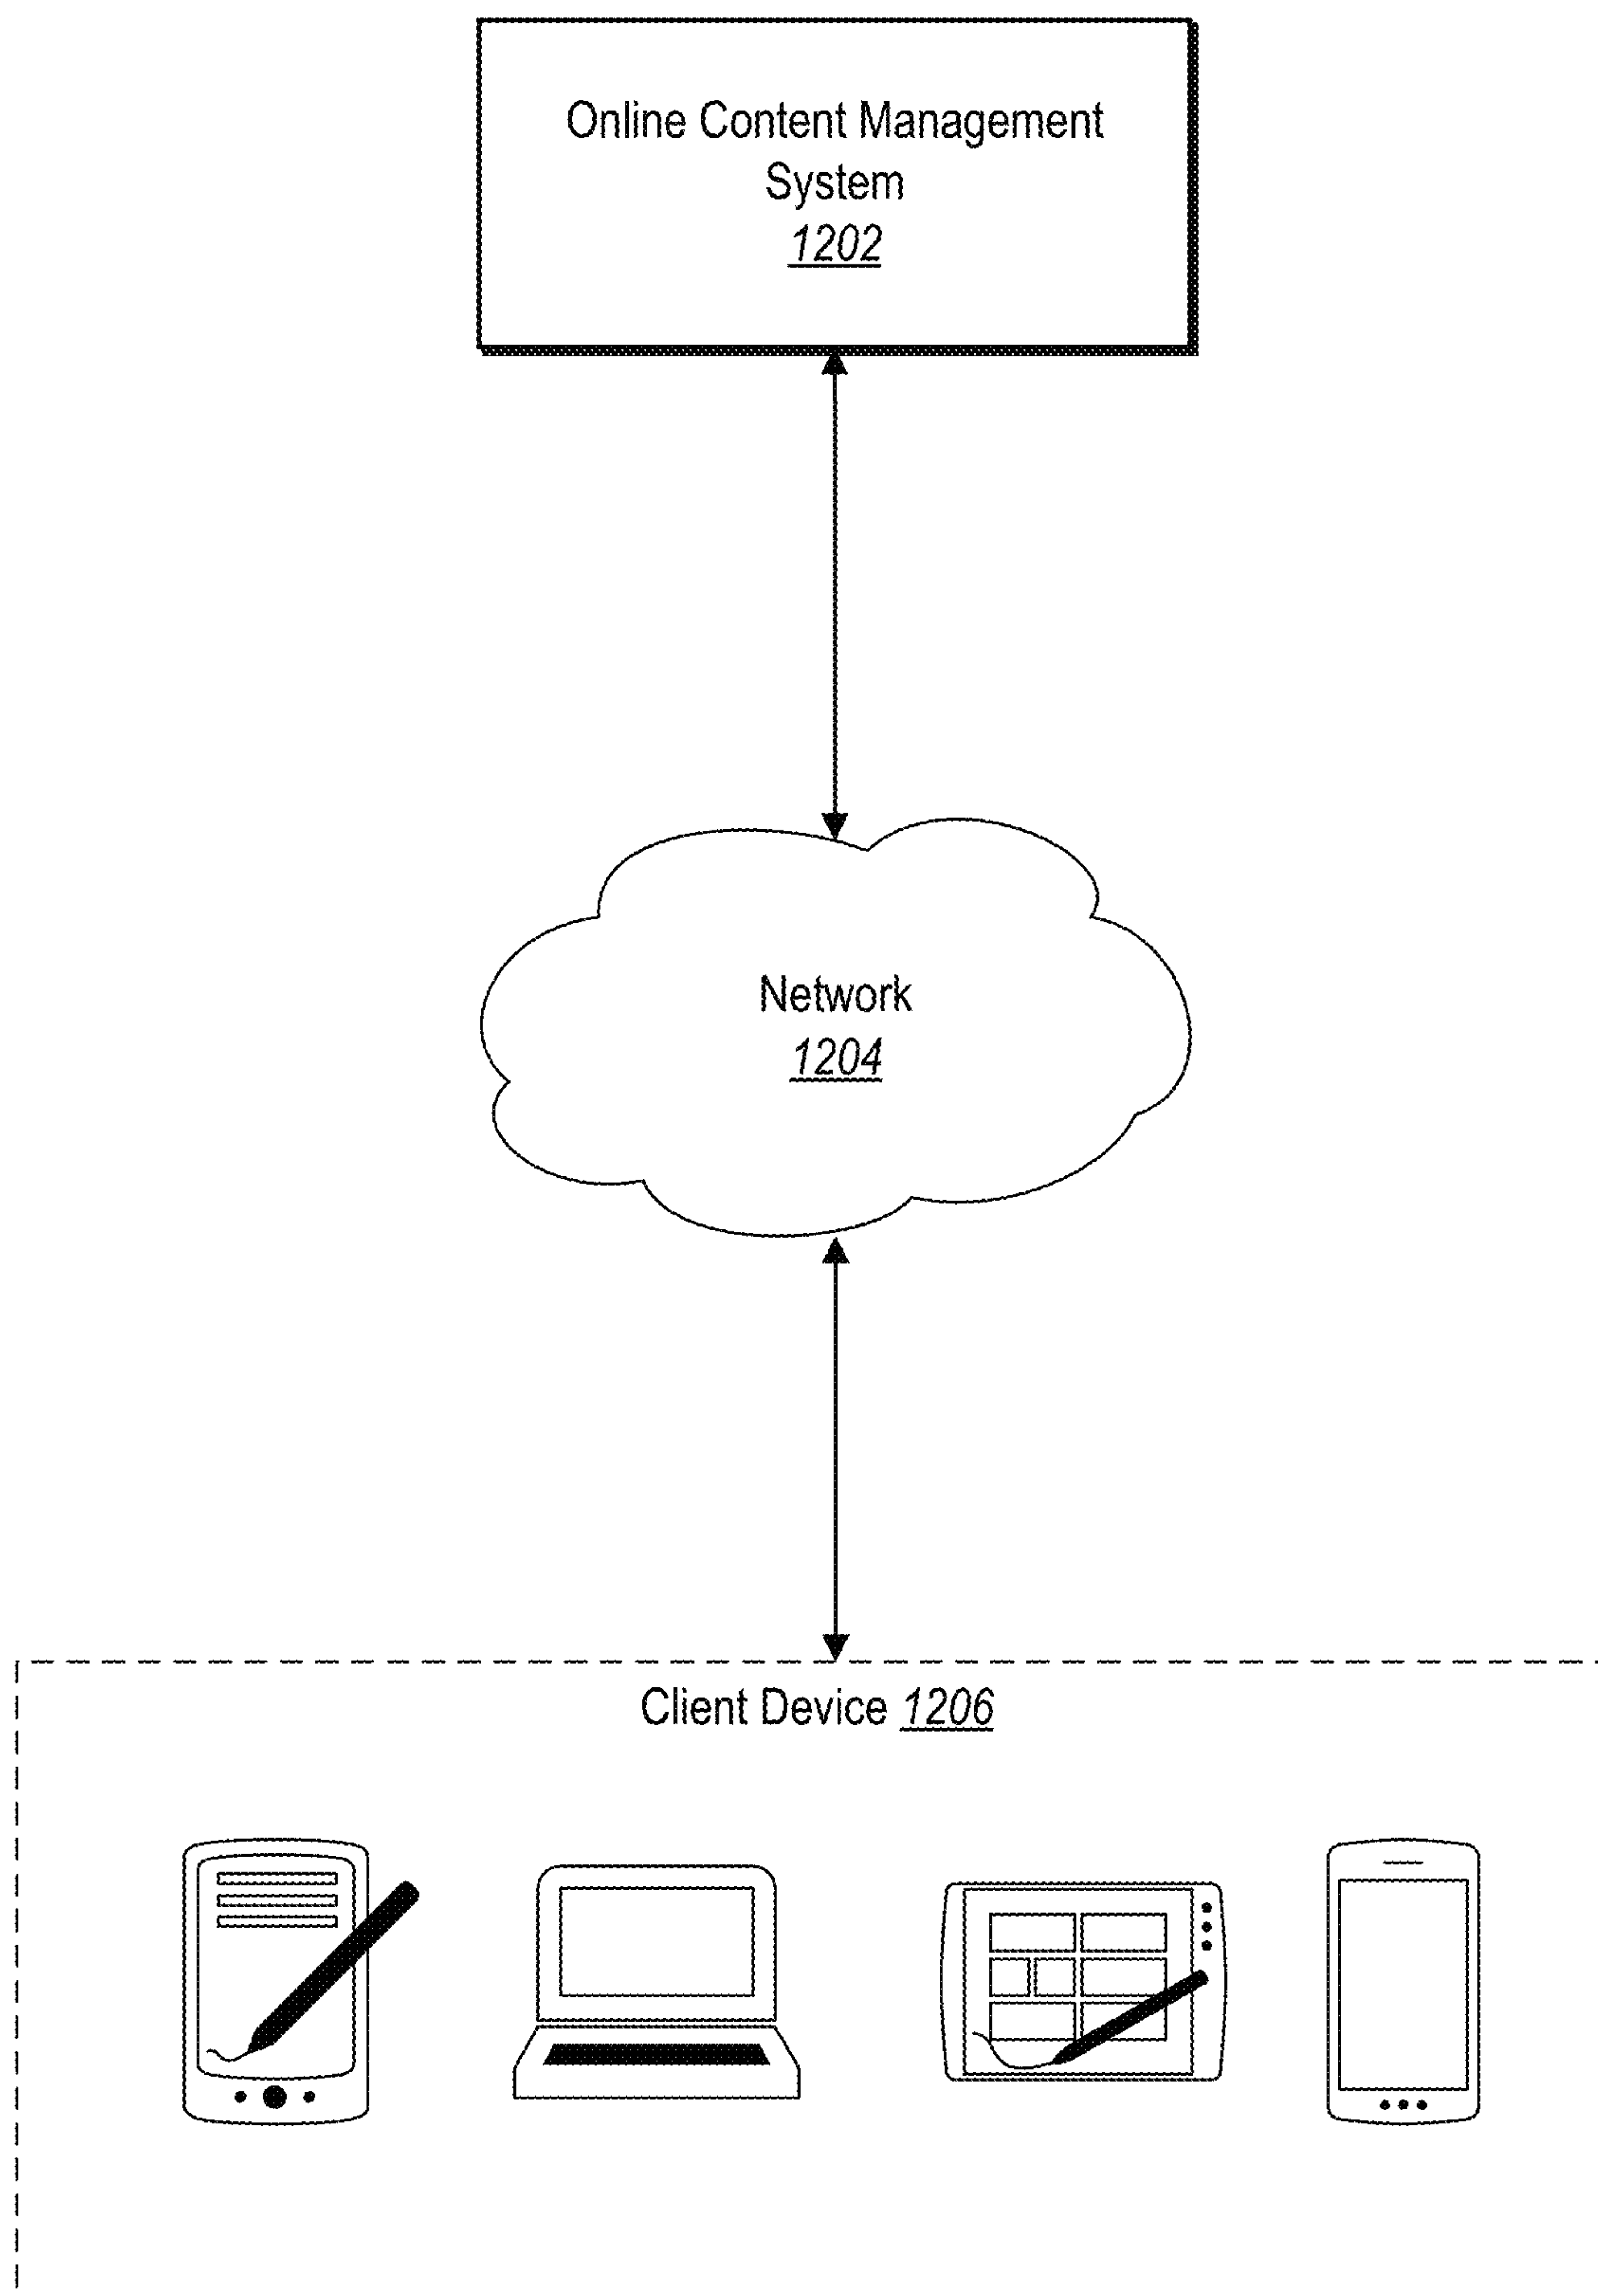 Online Content Management
System
1202
Network
1204
Client Device 1206